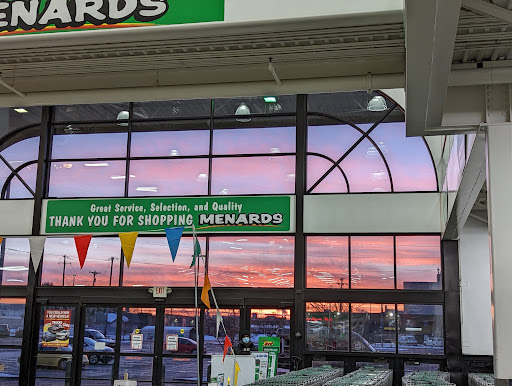 MENARDS
Great Service, Selection, and Quality
THANK YOU FOR SHOPPING MENARDS
EXIT